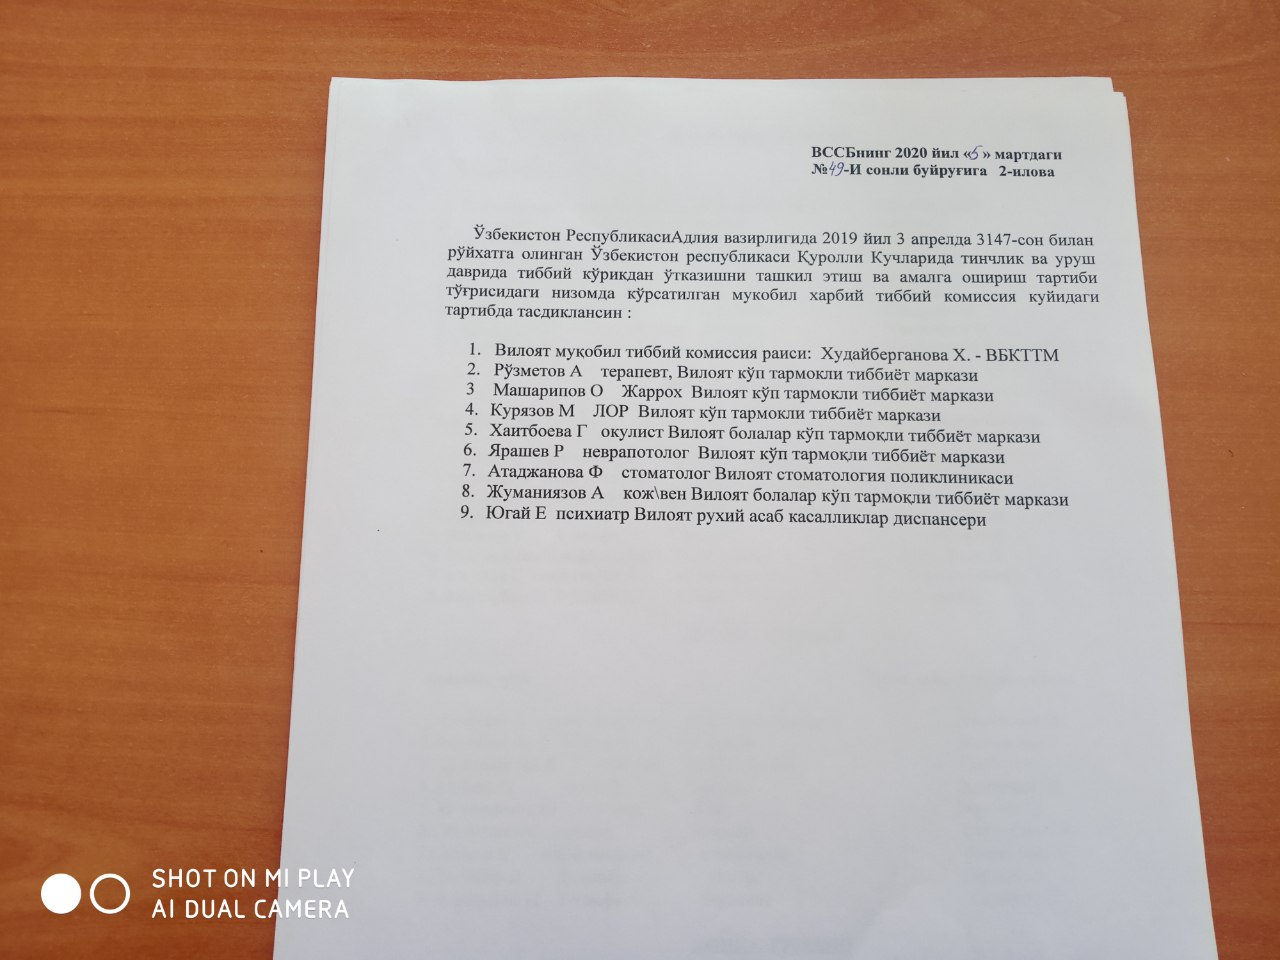 ВССБнинг 2020 йил «5» мартдаги
№49-И сонли буйруғига 2-илова
Ўзбекистон РеспубликасиАдлия вазирлигида 2019 йил 3 апрелда 3147-сон билан
рўйхатга олинган Ўзбекистон республикаси Қуролли Кучларида тинчлик ва уруш
даврида тиббий кўрикдан ўтказишни ташкил этиш ва амалга ошириш тартиби
тўғрисидаги низомда кўрсатилган мукобил харбий тиббий комиссия куйидаги
тартибда тасдиклансин :
1. Вилоят муқобил тиббий комиссия раиси: Худайберганова Х. - ВБКТТМ
2. Рўзметов А терапевт, Вилоят кўп тармокли тиббиёт маркази
3 Машарипов О Жаррох Вилоят кўп тармокли тиббиёт маркази
4. Курязов М ЛОР Вилоят кўп тармокли тиббиёт маркази
5. Хаитбоева Г окулист Вилоят болалар кўп тармоқли тиббиёт маркази
6. Ярашев Р неврапотолог Вилоят кўп тармоқли тиббиёт маркази
7. Атаджанова Ф стоматолог Вилоят стоматология поликлиникаси
8. Жуманиязов А кож\вен Вилоят болалар кўп тармоқли тиббиёт маркази
9. Югай Е психиатр Вилоят рухий асаб касалликлар диспансери
SHOT ON MI PLAY
AI DUAL CAMERA